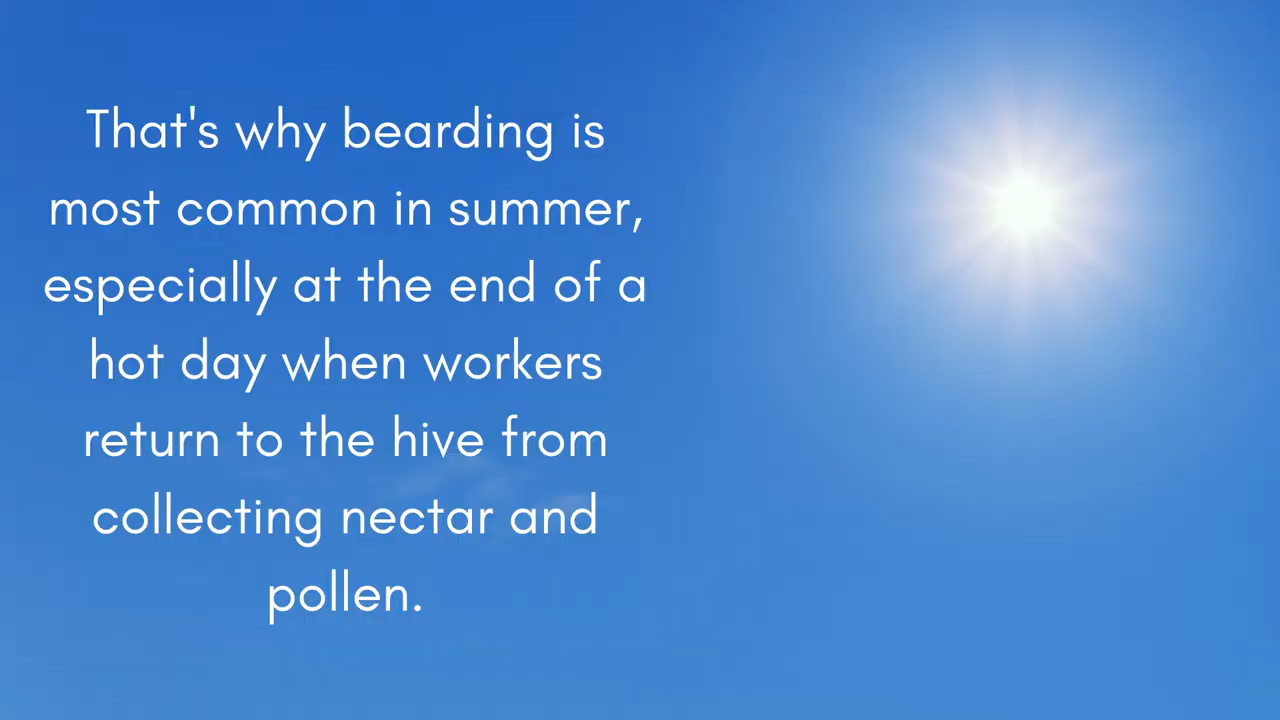 That's why bearding is
most common in summer,
especially at the end of a
hot day when workers
return to the hive from
collecting nectar and
pollen.